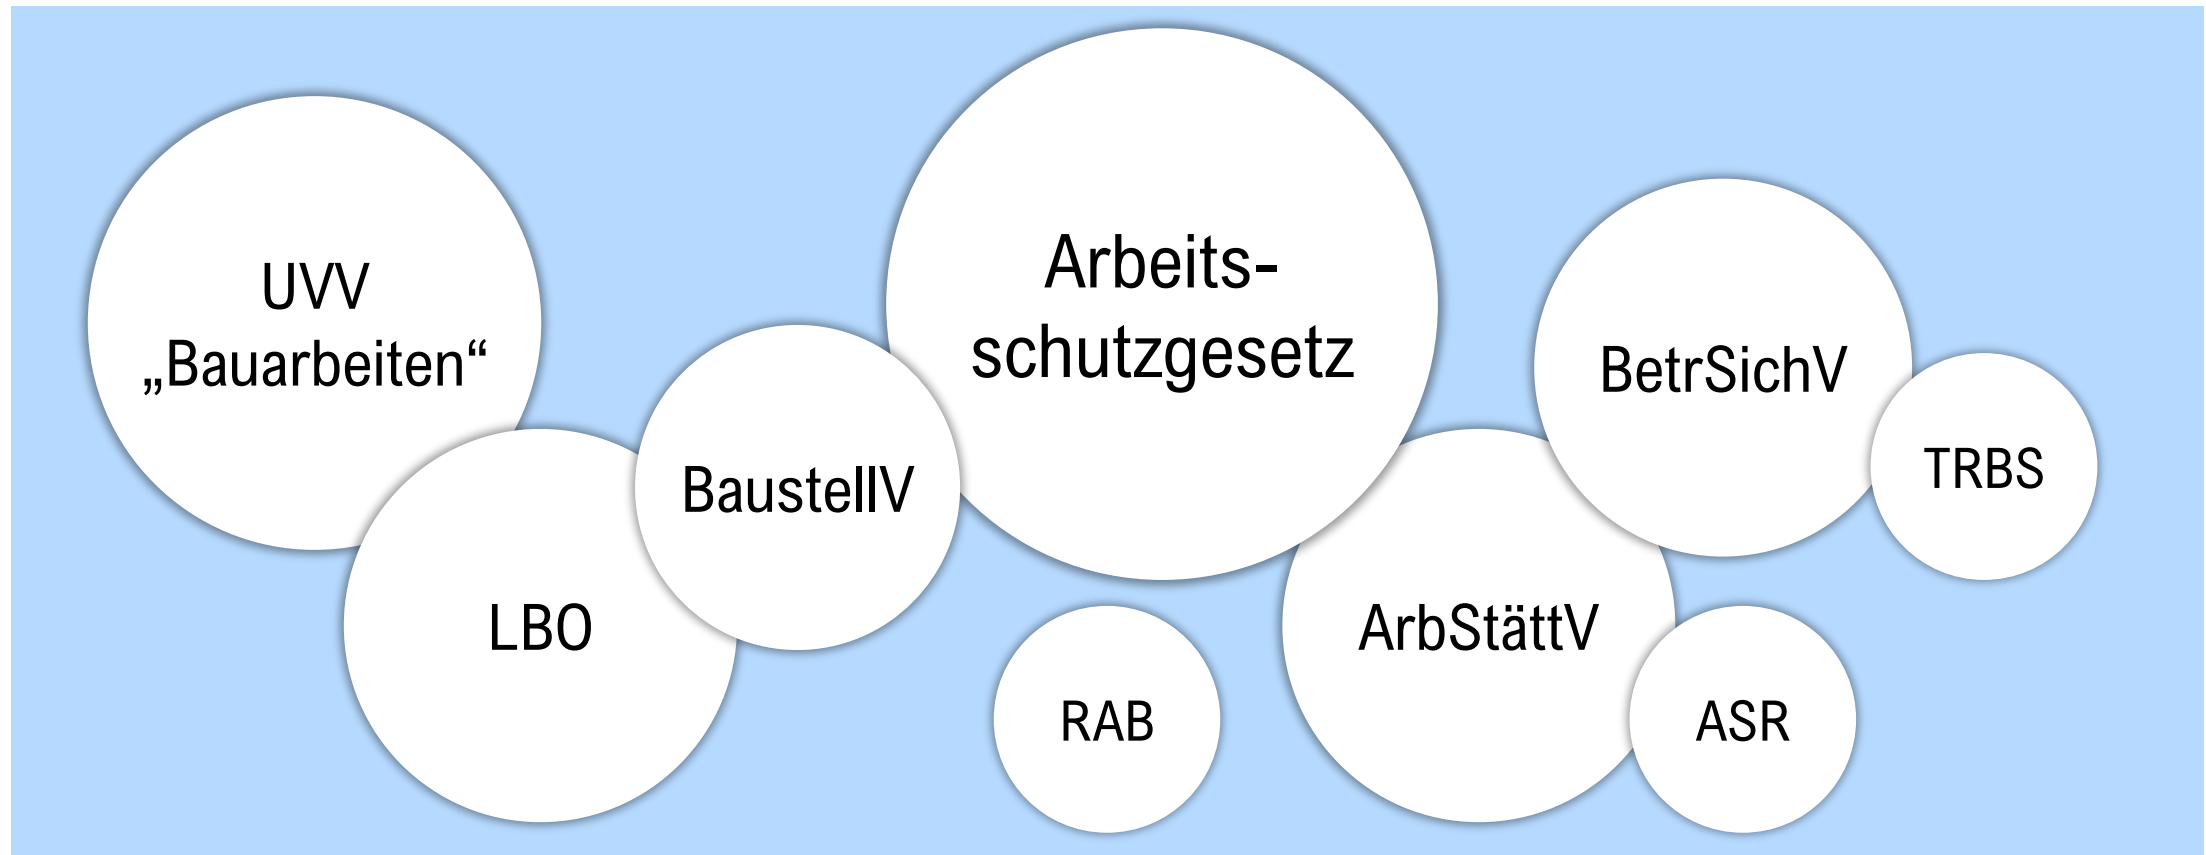 UVV
„Bauarbeiten“
LBO
BaustellV
Arbeits-
schutzgesetz
RAB
ArbStättV
BetrSichV
TRBS
ASR